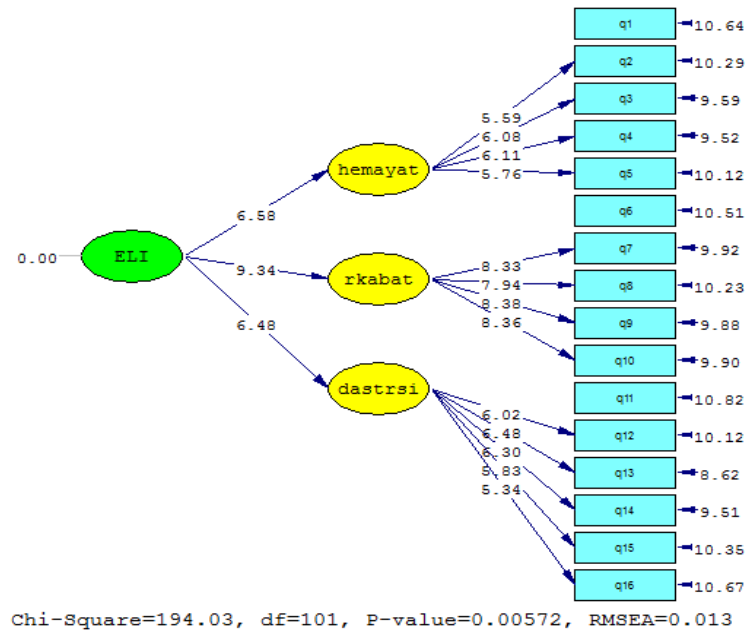 q1 10.64
q2 10.29
q3 9.59
q4 9.52
q5 10.12
q6 10.51
q7 9.92
q8 10.23
q9 9.88
q10 9.90
q11 10.82
q12 10.12
q13 8.62
q14 9.51
q15 10.35
q16 10.67
5.59
6.08
6.11
5.76
hemayat
6.58
0.00 ELI
9.34
rkabat
8.33
7.94
8.38
8.36
6.48
dastrsi
6.02
6.48
6.30
5.83
5.34
Chi-Square=194.03, df=101, P-value=0.00572, RMSEA=0.013